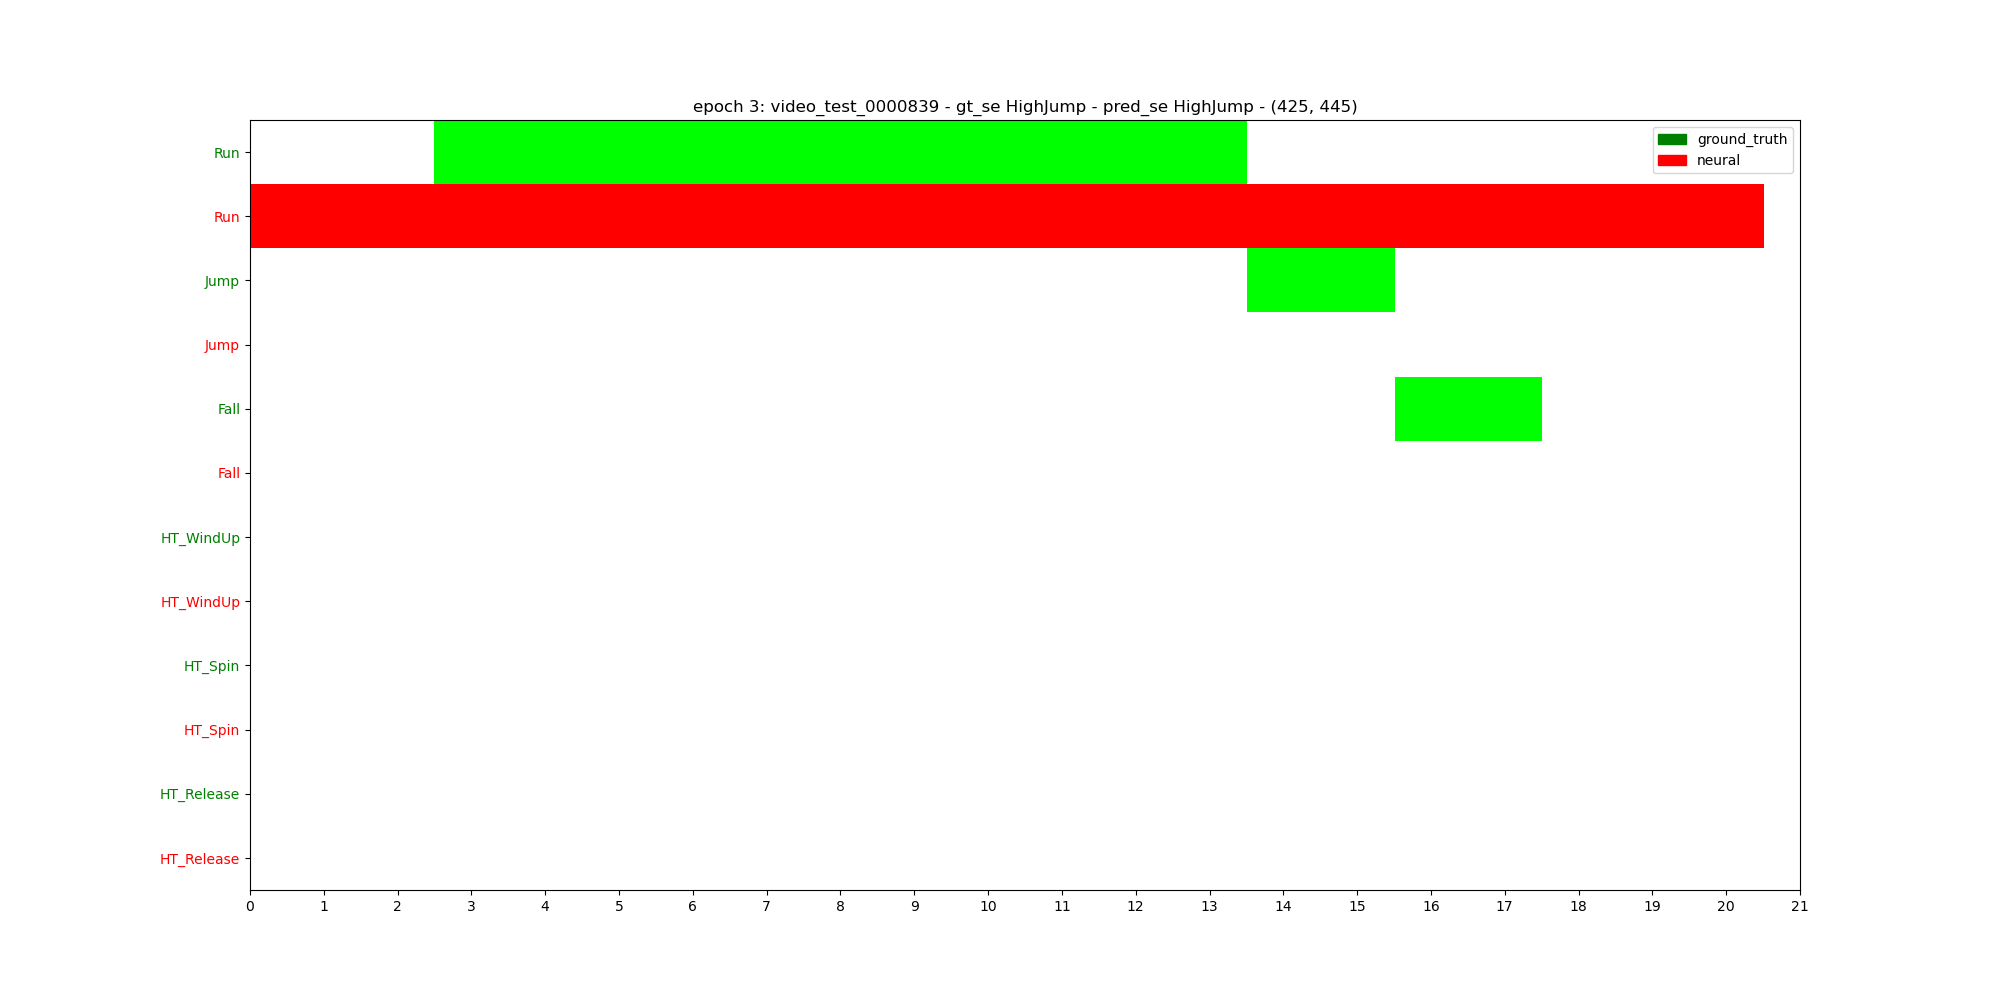 epoch 3: video_test_0000839 - gt_se HighJump - pred_se HighJump - (425, 445)
ground_truth
neural
Run
Run
Jump
Jump
Fall
Fall
HT_WindUp
HT_WindUp
HT_Spin
HT_Spin
HT_Release
HT_Release
0 1 2 3 4 5 6 7 8 9 10 11 12 13 14 15 16 17 18 19 20 21